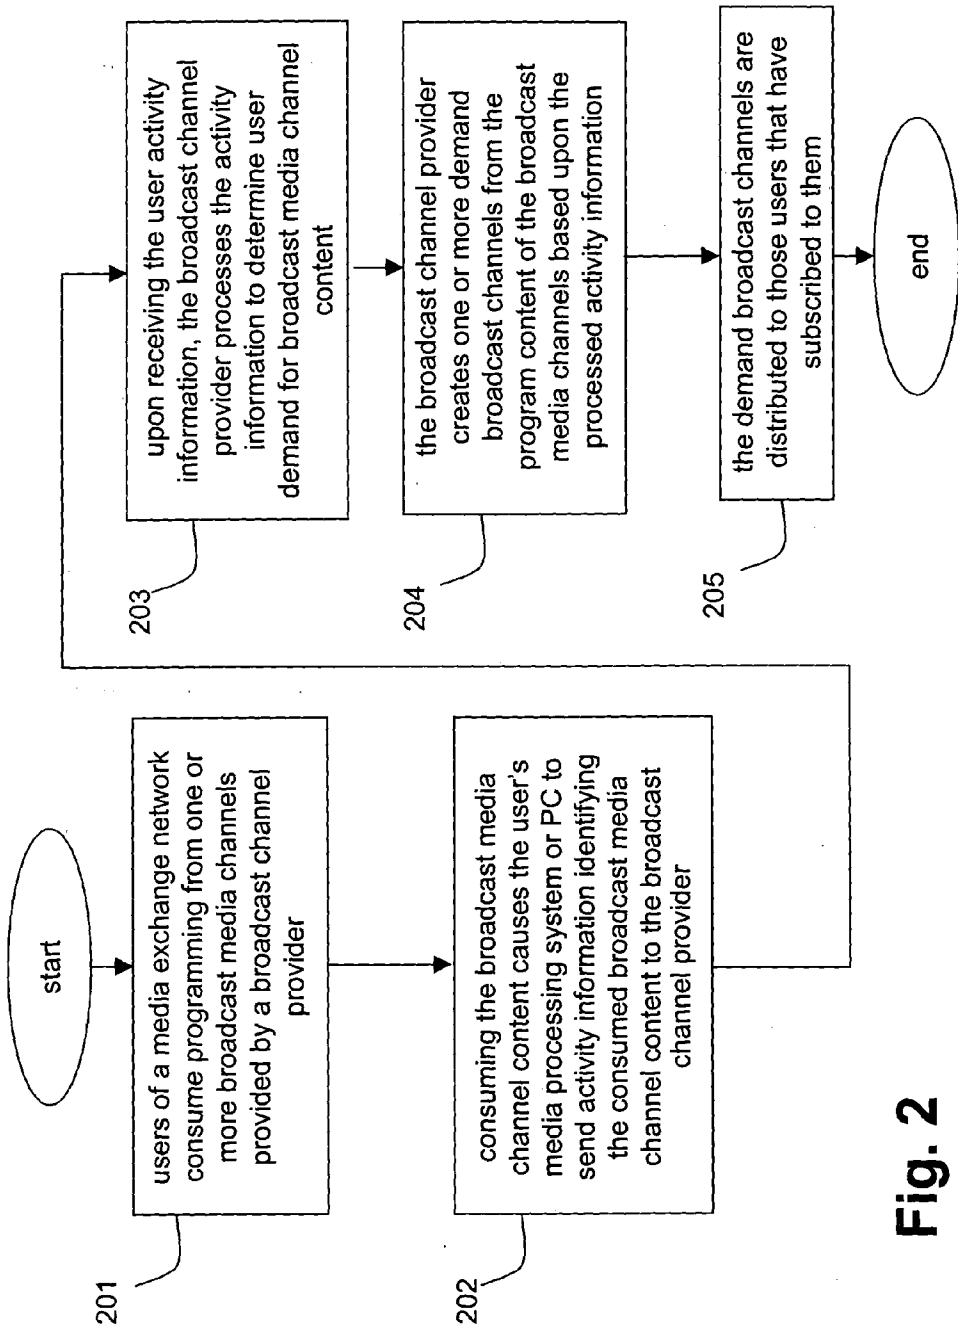 start
users of a media exchange network
consume programming from one or
more broadcast media channels
provided by a broadcast channel
provider
201
consuming the broadcast media
channel content causes the user's
media processing system or PC to
send activity information identifying
the consumed broadcast media
channel content to the broadcast
channel provider
202
upon receiving the user activity
information, the broadcast channel
provider processes the activity
information to determine user
demand for broadcast media channel
content
203
the broadcast channel provider
creates one or more demand
broadcast channels from the
program content of the broadcast
media channels based upon the
processed activity information
204
the demand broadcast channels are
distributed to those users that have
subscribed to them
205
end
Fig. 2